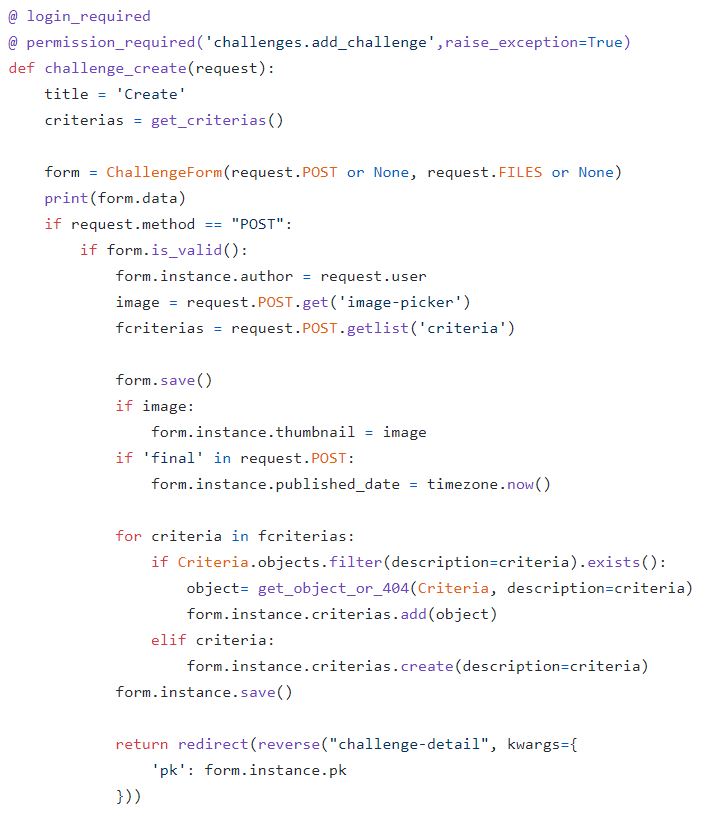 @ login_required
@ permission_required('challenges.add_challenge',raise_exception=True)
def challenge_create(request):
    title = 'Create'
    criterias = get_criterias()

    form = ChallengeForm(request.POST or None, request.FILES or None)
    print(form.data)
    if request.method == "POST":
        if form.is_valid():
            form.instance.author = request.user
            image = request.POST.get('image-picker')
            fcriterias = request.POST.getlist('criteria')

            form.save()
            if image:
                form.instance.thumbnail = image
            if 'final' in request.POST:
                form.instance.published_date = timezone.now()

            for criteria in fcriterias:
                if Criteria.objects.filter(description=criteria).exists():
                    object= get_object_or_404(Criteria, description=criteria)
                    form.instance.criterias.add(object)
                elif criteria:
                    form.instance.criterias.create(description=criteria)
            form.instance.save()

            return redirect(reverse("challenge-detail", kwargs={
                'pk': form.instance.pk
            }))